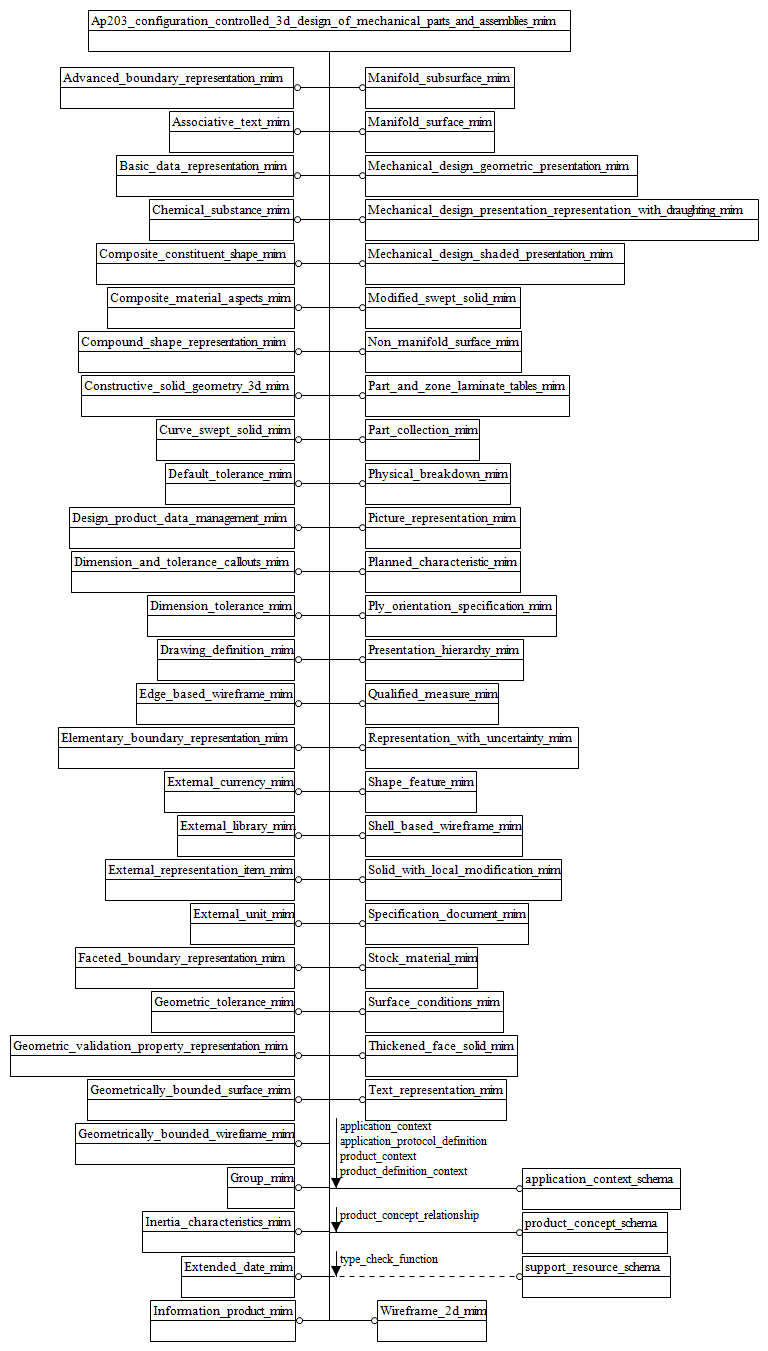 Ap203_configuration_controlled_3d_design_of_mechanical_parts_and_assemblies_mim
Advanced_boundary_representation_mim
Manifold_subsurface_mim
Associative_text_mim
Manifold_surface_mim
Basic_data_representation_mim
Mechanical_design_geometric_presentation_mim
Chemical_substance_mim
Mechanical_design_presentation_representation_with_draughting_mim
Composite_constituent_shape_mim
Mechanical_design_shaded_presentation_mim
Composite_material_aspects_mim
Modified_swept_solid_mim
Compound_shape_representation_mim
Non_manifold_surface_mim
Constructive_solid_geometry_3d_mim
Part_and_zone_laminate_tables_mim
Curve_swept_solid_mim
Part_collection_mim
Default_tolerance_mim
Physical_breakdown_mim
Design_product_data_management_mim
Picture_representation_mim
Dimension_and_tolerance_callouts_mim
Planned_characteristic_mim
Dimension_tolerance_mim
Ply_orientation_specification_mim
Drawing_definition_mim
Presentation_hierarchy_mim
Edge_based_wireframe_mim
Qualified_measure_mim
Elementary_boundary_representation_mim
Representation_with_uncertainty_mim
External_currency_mim
Shape_feature_mim
External_library_mim
Shell_based_wireframe_mim
External_representation_item_mim
Solid_with_local_modification_mim
External_unit_mim
Specification_document_mim
Faceted_boundary_representation_mim
Stock_material_mim
Geometric_tolerance_mim
Surface_conditions_mim
Geometric_validation_property_representation_mim
Thickened_face_solid_mim
Geometrically_bounded_surface_mim
Text_representation_mim
Geometrically_bounded_wireframe_mim
application_context
application_protocol_definition
product_context
product_definition_context
Group_mim
application_context_schema
Inertia_characteristics_mim
product_concept_relationship
product_concept_schema
Extended_date_mim
type_check_function
support_resource_schema
Information_product_mim
Wireframe_2d_mim